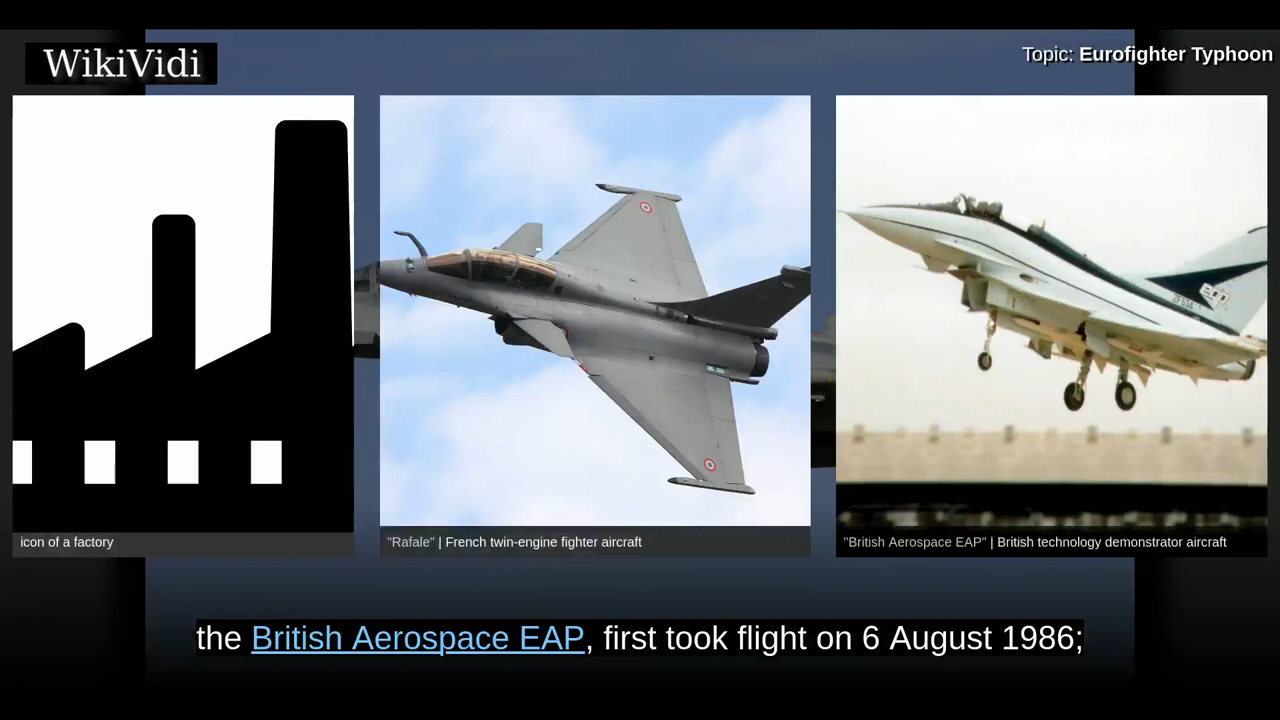 WikiVidi
Topic: Eurofighter Typhoon
icon of a factory
"Rafale" | French twin-engine fighter aircraft
"British Aerospace EAP" | British technology demonstrator aircraft
the British Aerospace EAP, first took flight on 6 August 1986;